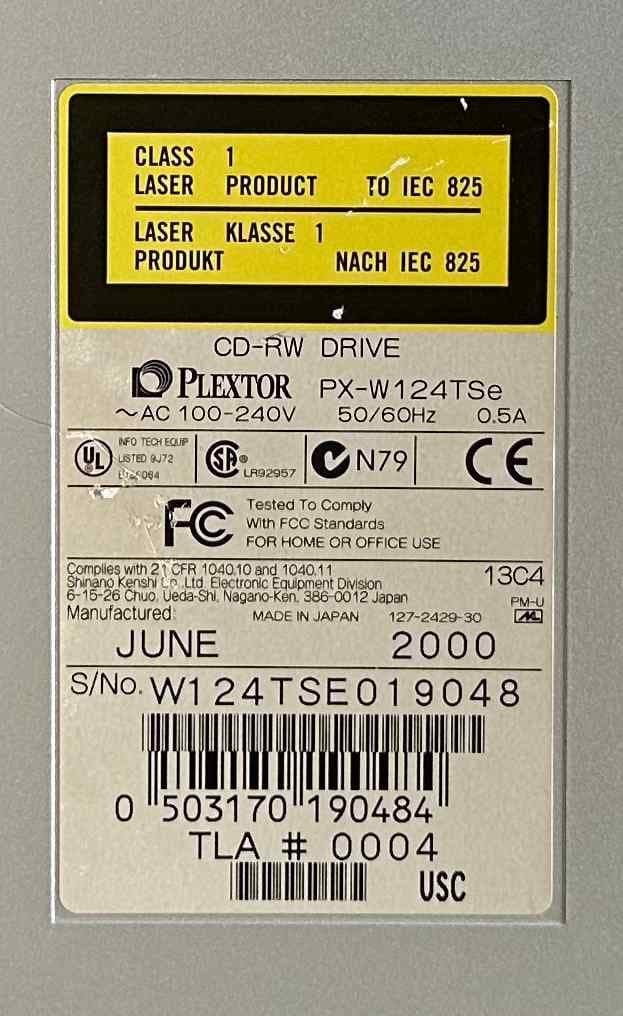 CLASS 1
LASER PRODUCT TO IEC 825
LASER KLASSE 1
PRODUKT NACH IEC 825
CD-RW DRIVE
PLEXTOR PX-W124TSe
~AC 100-240V 50/60Hz 0.5A
UL INFO TECH EQUIP
LISTED 9J72
SA® LR92957
N79
CE
FC Tested To Comply
With FCC Standards
FOR HOME OR OFFICE USE
Complies with 21 CFR 1040.10 and 1040.11
Shinano Kenshi Co.,Ltd. Electronic Equipment Division
6-15-26 Chuo, Ueda-Shi, Nagano-Ken, 386-0012 Japan
13C4
PM-U
Manufactured: MADE IN JAPAN 127-2429-30
JUNE 2000
S/No. W124TSE019048
0 503170 190484
TLA # 0004
USC